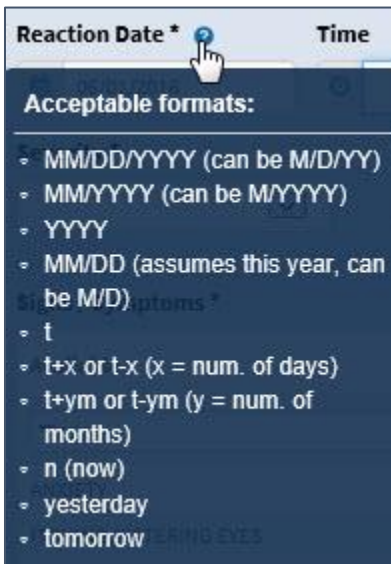 Reaction Date * ? Time
Acceptable formats:
◦ MM/DD/YYYY (can be M/D/YY)
◦ MM/YYYY (can be M/YYYY)
◦ YYYY
◦ MM/DD (assumes this year, can
be M/D)
◦ t
◦ t+x or t-x (x = num. of days)
◦ t+ym or t-ym (y = num. of
months)
◦ n (now)
◦ yesterday
◦ tomorrow